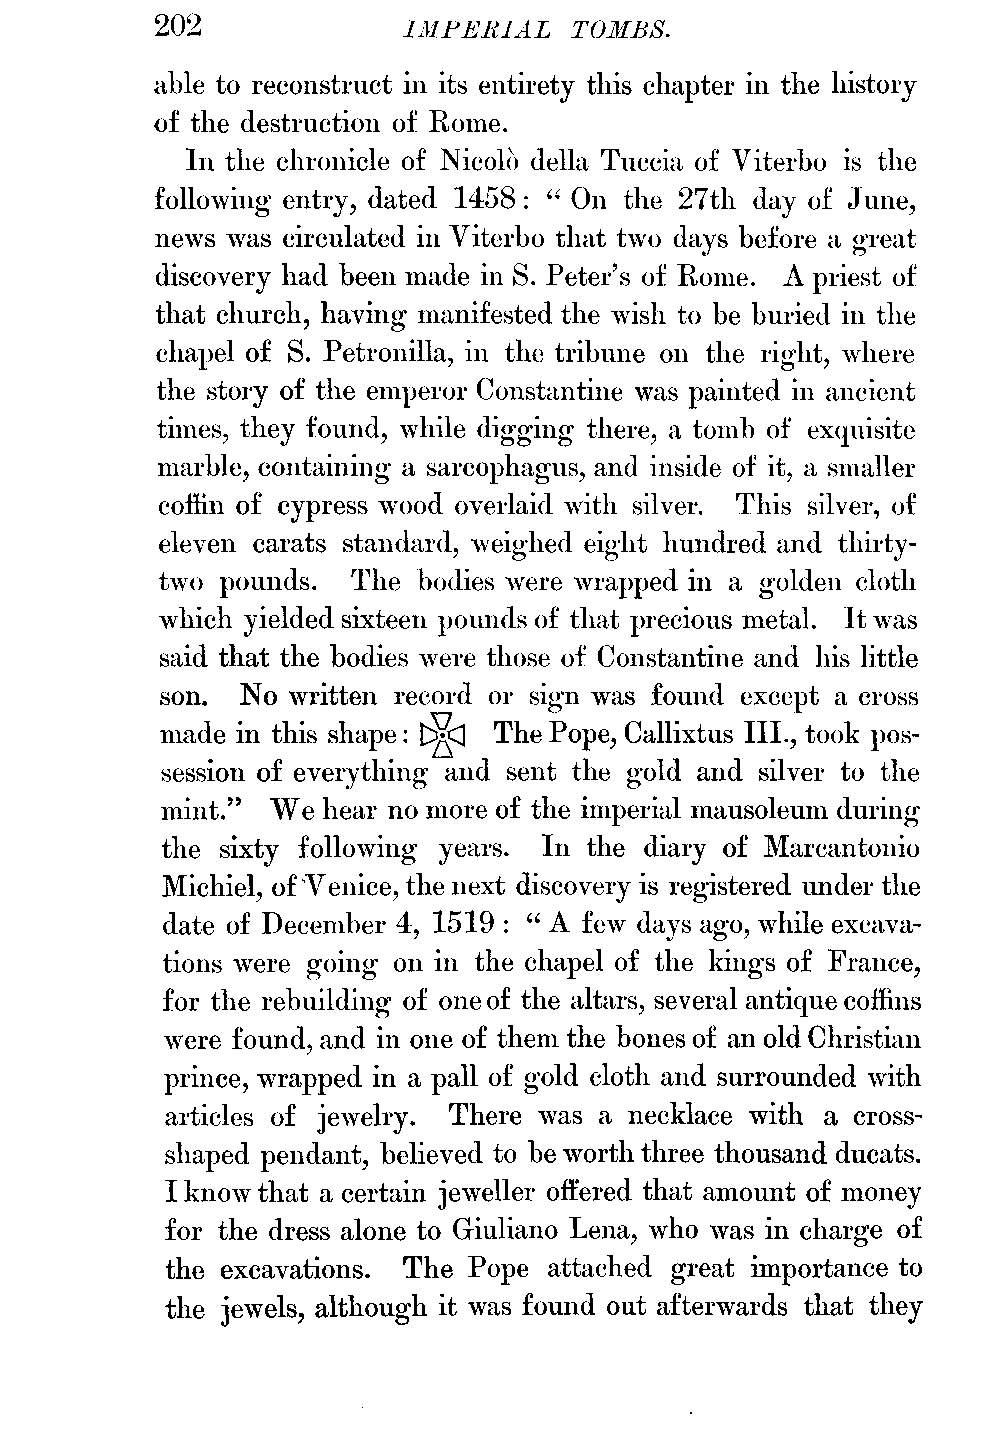 202 IMPERIAL TOMBS.
able to reconstruct in its entirety this chapter in the history
of the destruction of Rome.
In the chronicle of Nicolò della Tuccia of Viterbo is the
following entry, dated 1458: “ On the 27th day of June,
news was circulated in Viterbo that two days before a great
discovery had been made in S. Peter’s of Rome. A priest of
that church, having manifested the wish to be buried in the
chapel of S. Petronilla, in the tribune on the right, where
the story of the emperor Constantine was painted in ancient
times, they found, while digging there, a tomb of exquisite
marble, containing a sarcophagus, and inside of it, a smaller
coffin of cypress wood overlaid with silver. This silver, of
eleven carats standard, weighed eight hundred and thirty-
two pounds. The bodies were wrapped in a golden cloth
which yielded sixteen pounds of that precious metal. It was
said that the bodies were those of Constantine and his little
son. No written record or sign was found except a cross
made in this shape: The Pope, Callixtus III., took pos-
session of everything and sent the gold and silver to the
mint.” We hear no more of the imperial mausoleum during
the sixty following years. In the diary of Marcantonio
Michiel, of Venice, the next discovery is registered under the
date of December 4, 1519: “ A few days ago, while excava-
tions were going on in the chapel of the kings of France,
for the rebuilding of one of the altars, several antique coffins
were found, and in one of them the bones of an old Christian
prince, wrapped in a pall of gold cloth and surrounded with
articles of jewelry. There was a necklace with a cross-
shaped pendant, believed to be worth three thousand ducats.
I know that a certain jeweller offered that amount of money
for the dress alone to Giuliano Lena, who was in charge of
the excavations. The Pope attached great importance to
the jewels, although it was found out afterwards that they